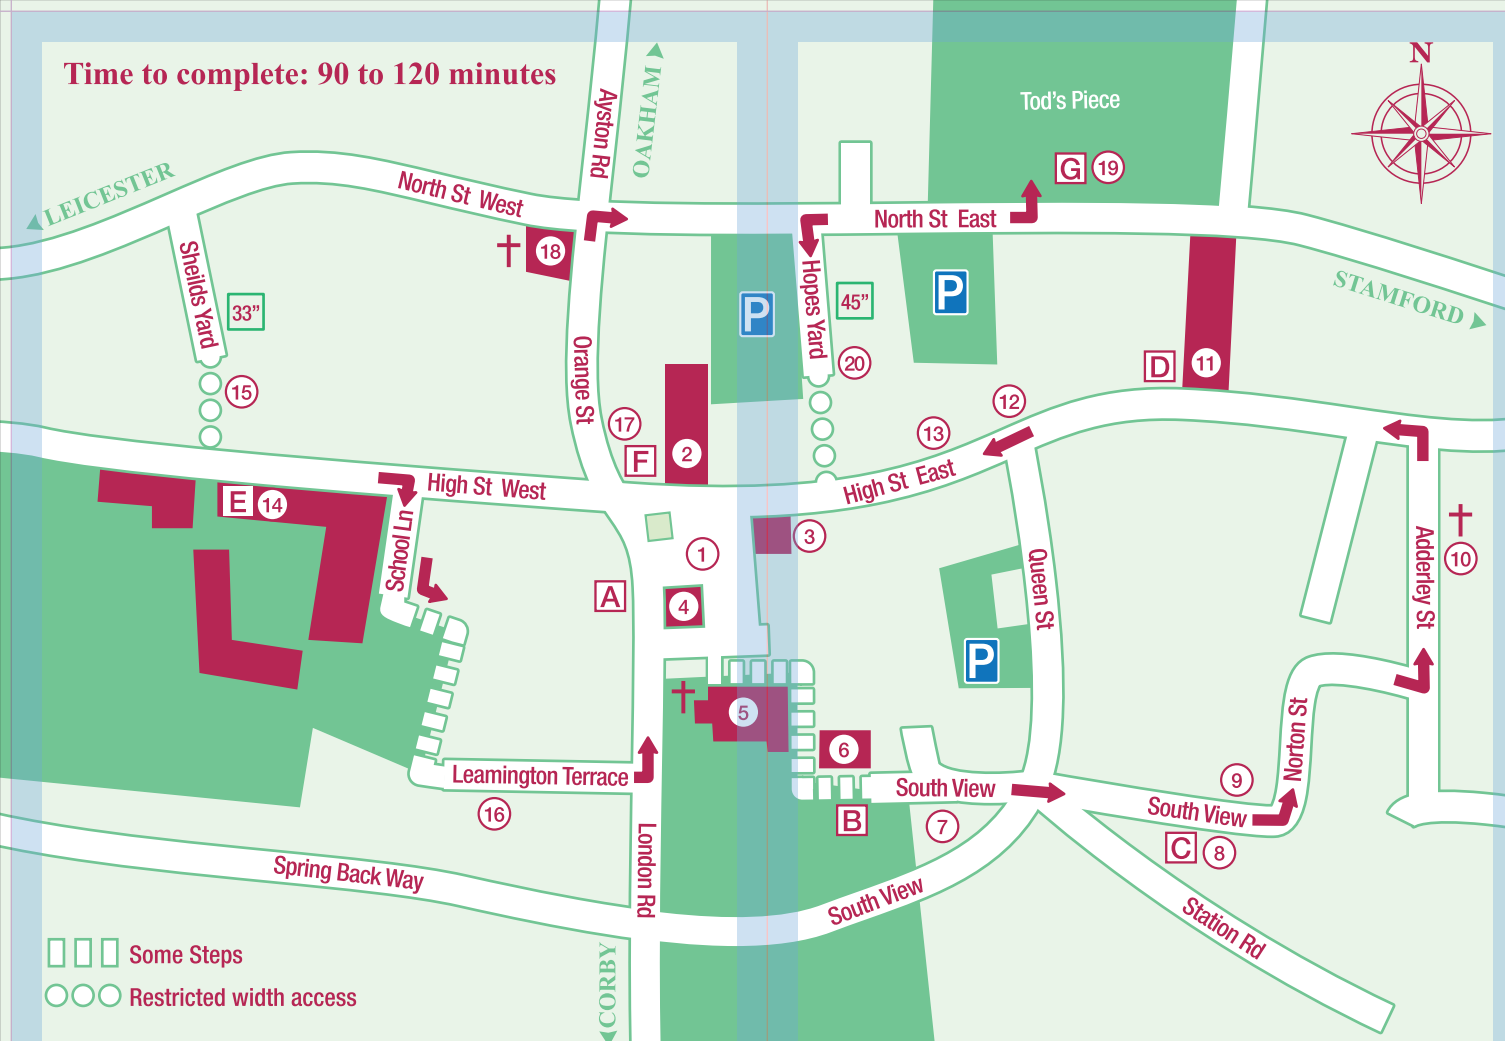 Time to complete: 90 to 120 minutes
N
OAKHAM
Ayston Rd
Tod's Piece
G 19
LEICESTER
North St West
North St East
18
Sheilds Yard
33”
Hopes Yard
45”
P
P
STAMFORD
Orange St
20
D
11
15
17
F
2
12
13
High St East
High St West
E 14
School Ln
1
3
A
4
Queen St
Adderley St
10
P
5
6
Norton St
Leamington Terrace
16
South View
B
7
9
South View
C 8
London Rd
Spring Back Way
South View
Station Rd
Some Steps
Restricted width access
CORBY